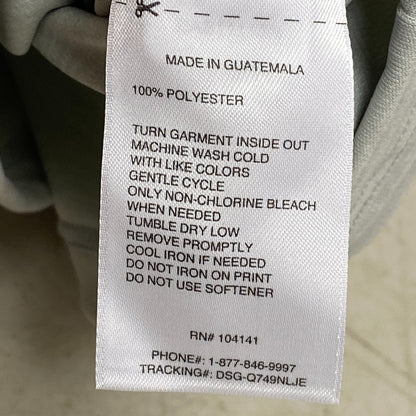 MADE IN GUATEMALA
100% POLYESTER
TURN GARMENT INSIDE OUT
MACHINE WASH COLD
WITH LIKE COLORS
GENTLE CYCLE
ONLY NON-CHLORINE BLEACH
WHEN NEEDED
TUMBLE DRY LOW
REMOVE PROMPTLY
COOL IRON IF NEEDED
DO NOT IRON ON PRINT
DO NOT USE SOFTENER
RN# 104141
PHONE#: 1-877-846-9997
TRACKING#: DSG-Q749NLJE